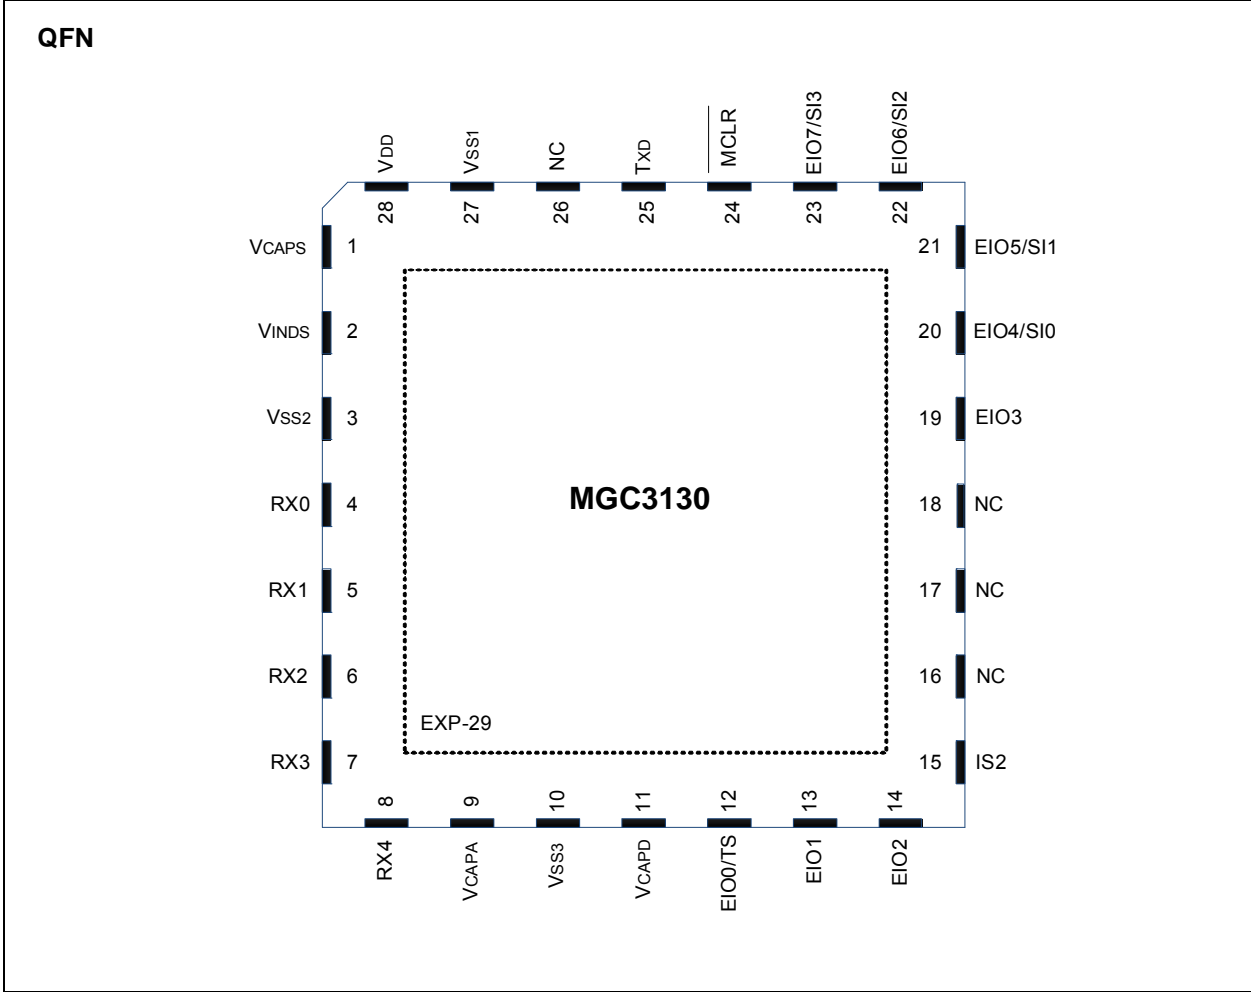 QFN
VDD
VSS1
NC
TXD
MCLR
EIO7/SI3
EIO6/SI2
28
27
26
25
24
23
22
VCAPS 1
21 EIO5/SI1
VINDS 2
20 EIO4/SI0
VSS2 3
19 EIO3
RX0 4
MGC3130
18 NC
RX1 5
17 NC
RX2 6
16 NC
EXP-29
RX3 7
15 IS2
8
9
10
11
12
13
14
RX4
VCAPA
VSS3
VCAPD
EIO0/TS
EIO1
EIO2